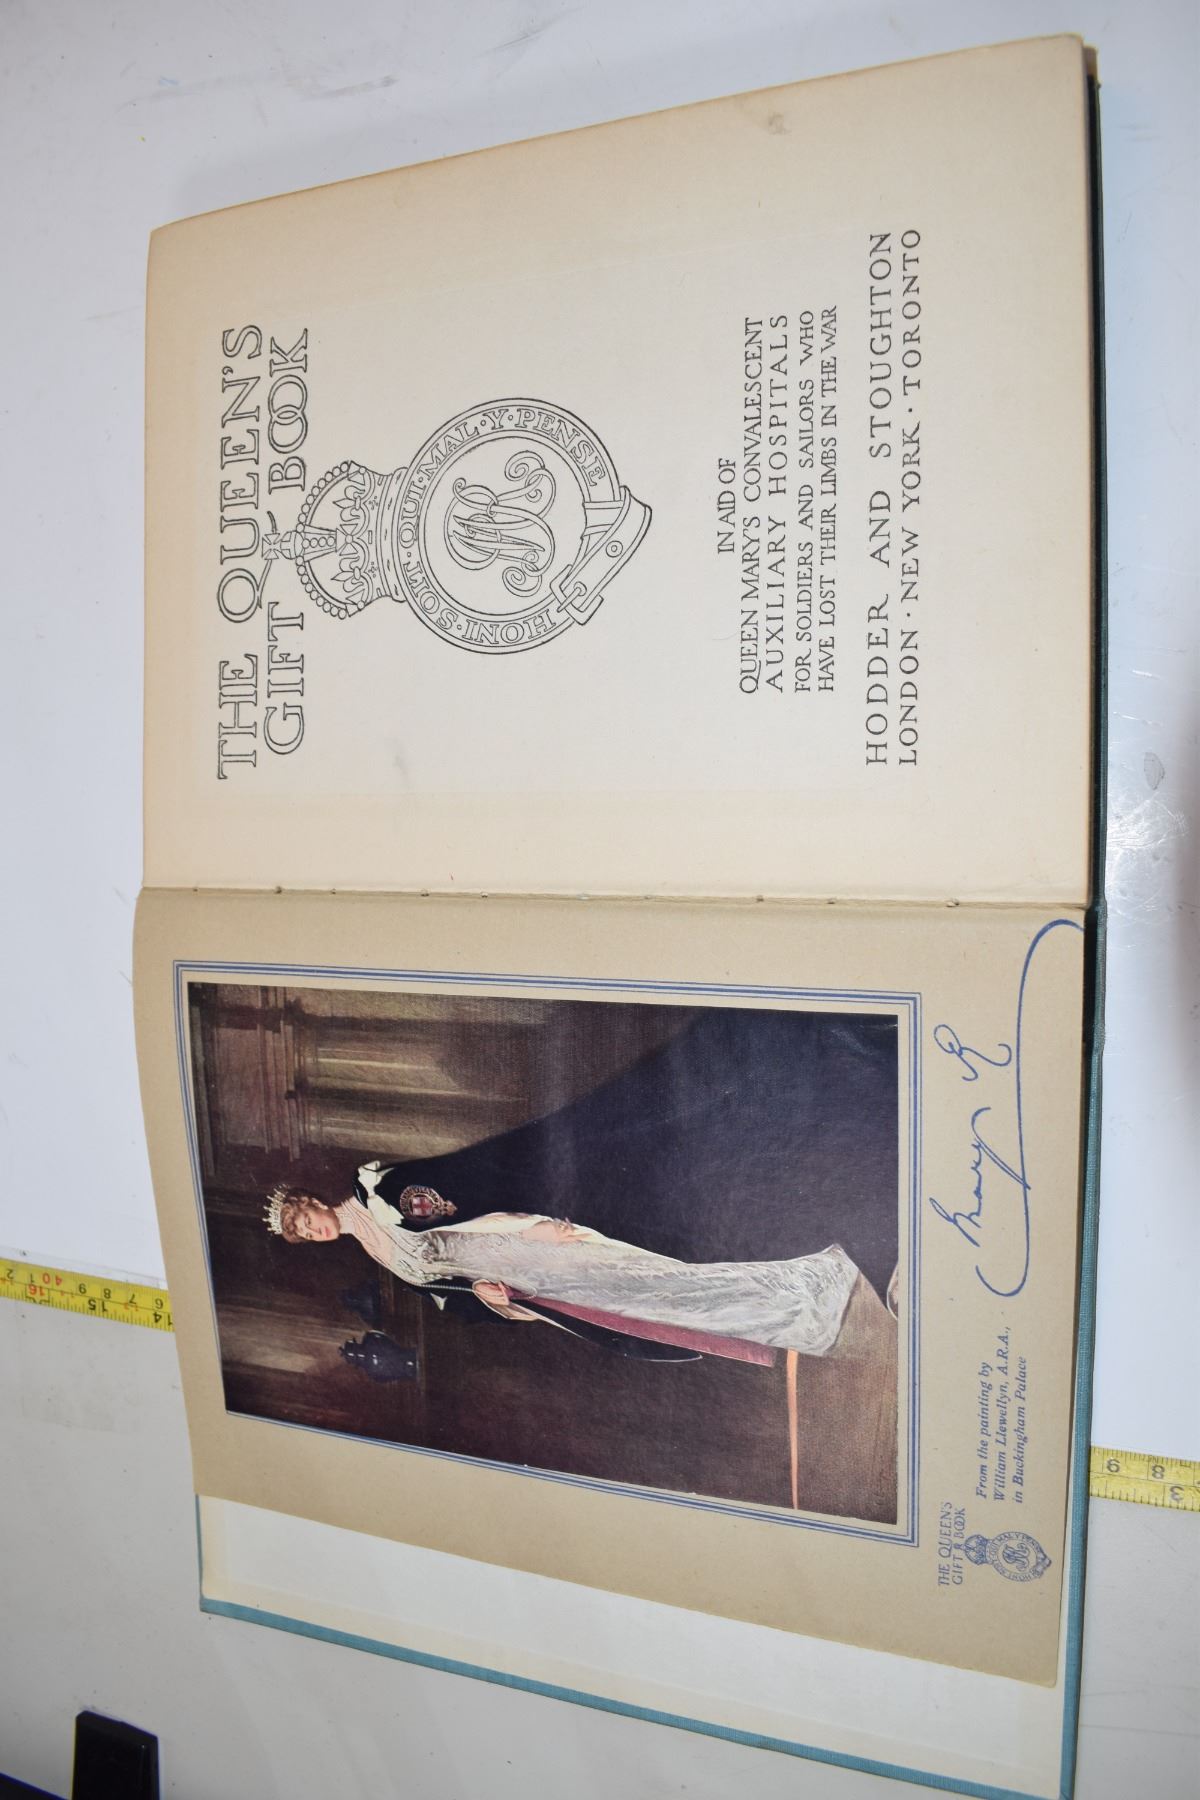 THE QUEEN'S
GIFT BOOK
HONI·SOIT·QUI·MAL·Y·PENSE
IN AID OF
QUEEN MARY'S CONVALESCENT
AUXILIARY HOSPITALS
FOR SOLDIERS AND SAILORS WHO
HAVE LOST THEIR LIMBS IN THE WAR
HODDER AND STOUGHTON
LONDON · NEW YORK · TORONTO
Mary R
THE QUEEN'S
GIFT BOOK
From the painting by
William Llewellyn, A.R.A.,
in Buckingham Palace